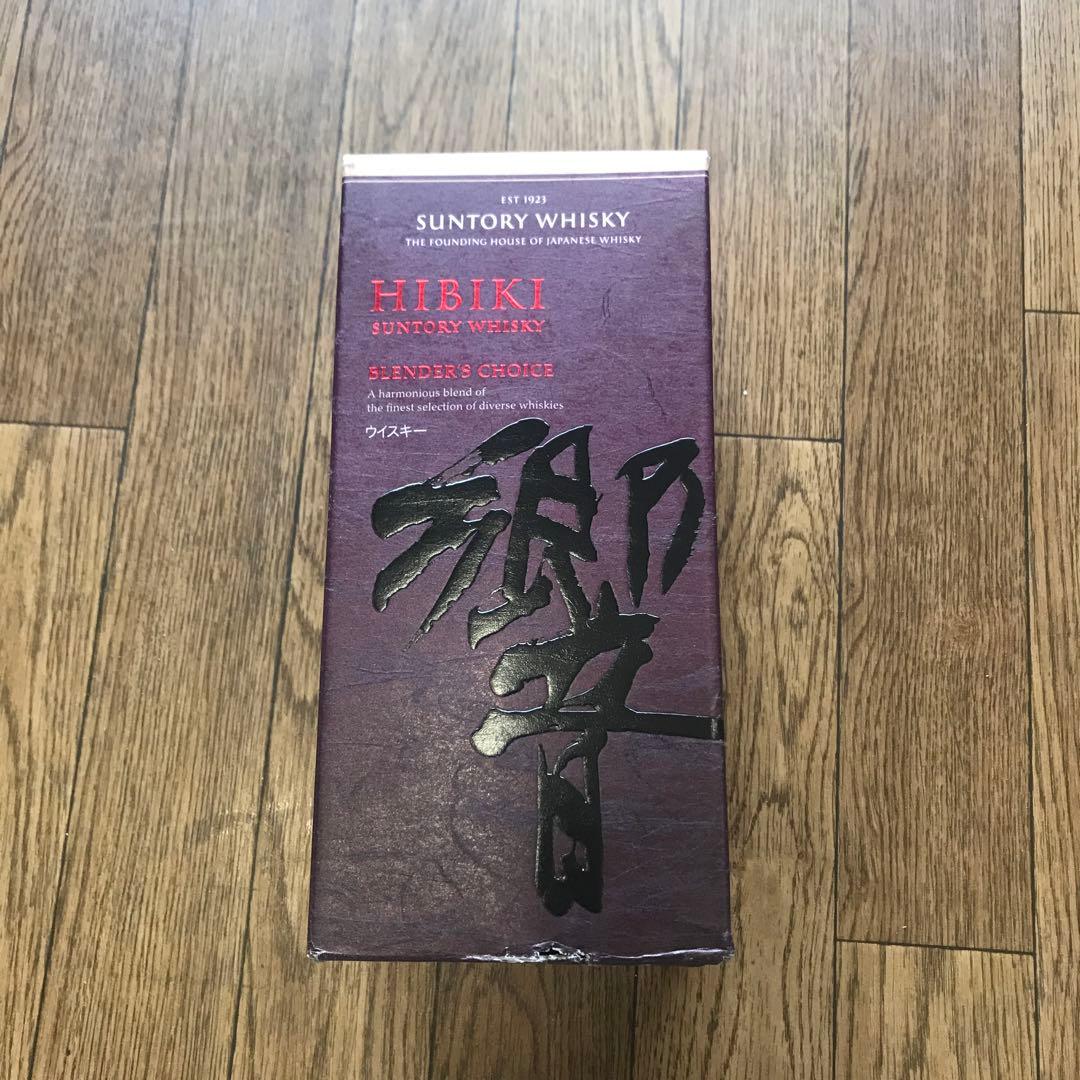 EST 1923
SUNTORY WHISKY
THE FOUNDING HOUSE OF JAPANESE WHISKY
HIBIKI
SUNTORY WHISKY
BLENDER'S CHOICE
A harmonious blend of
the finest selection of diverse whiskies
ウイスキー
響